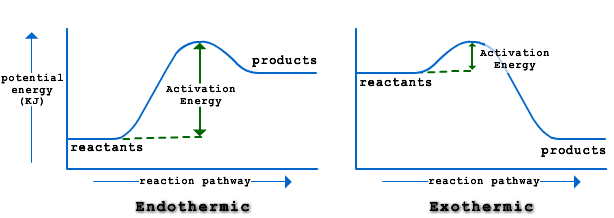 potential
energy
(KJ)
products
Activation
Energy
reactants
reaction pathway
Endothermic
Activation
Energy
reactants
products
reaction pathway
Exothermic